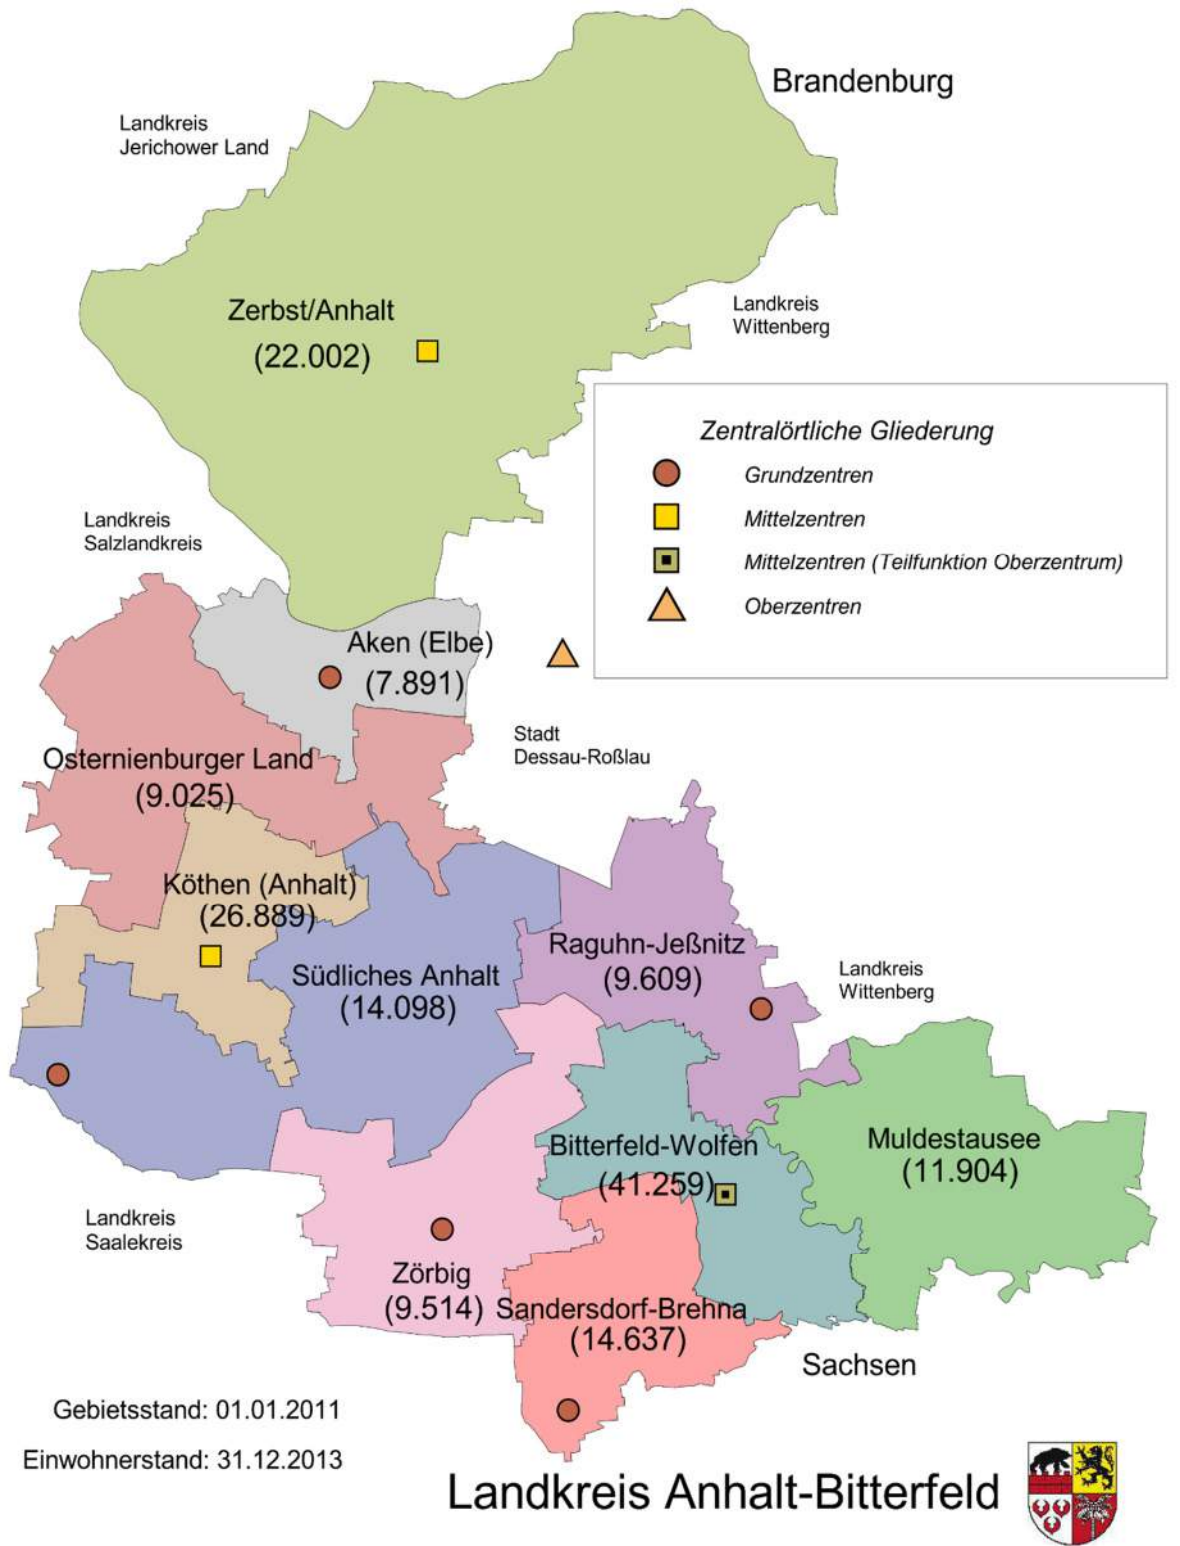 Brandenburg
Landkreis
Jerichower Land
Zerbst/Anhalt
(22.002)
Landkreis
Wittenberg
Zentralörtliche Gliederung
Grundzentren
Mittelzentren
Mittelzentren (Teilfunktion Oberzentrum)
Oberzentren
Landkreis
Salzlandkreis
Aken (Elbe)
(7.891)
Stadt
Dessau-Roßlau
Osternienburger Land
(9.025)
Köthen (Anhalt)
(26.889)
Südliches Anhalt
(14.098)
Raguhn-Jeßnitz
(9.609)
Landkreis
Wittenberg
Muldestausee
(11.904)
Bitterfeld-Wolfen
(41.259)
Landkreis
Saalekreis
Zörbig
(9.514)
Sandersdorf-Brehna
(14.637)
Sachsen
Gebietsstand: 01.01.2011
Einwohnerstand: 31.12.2013
Landkreis Anhalt-Bitterfeld